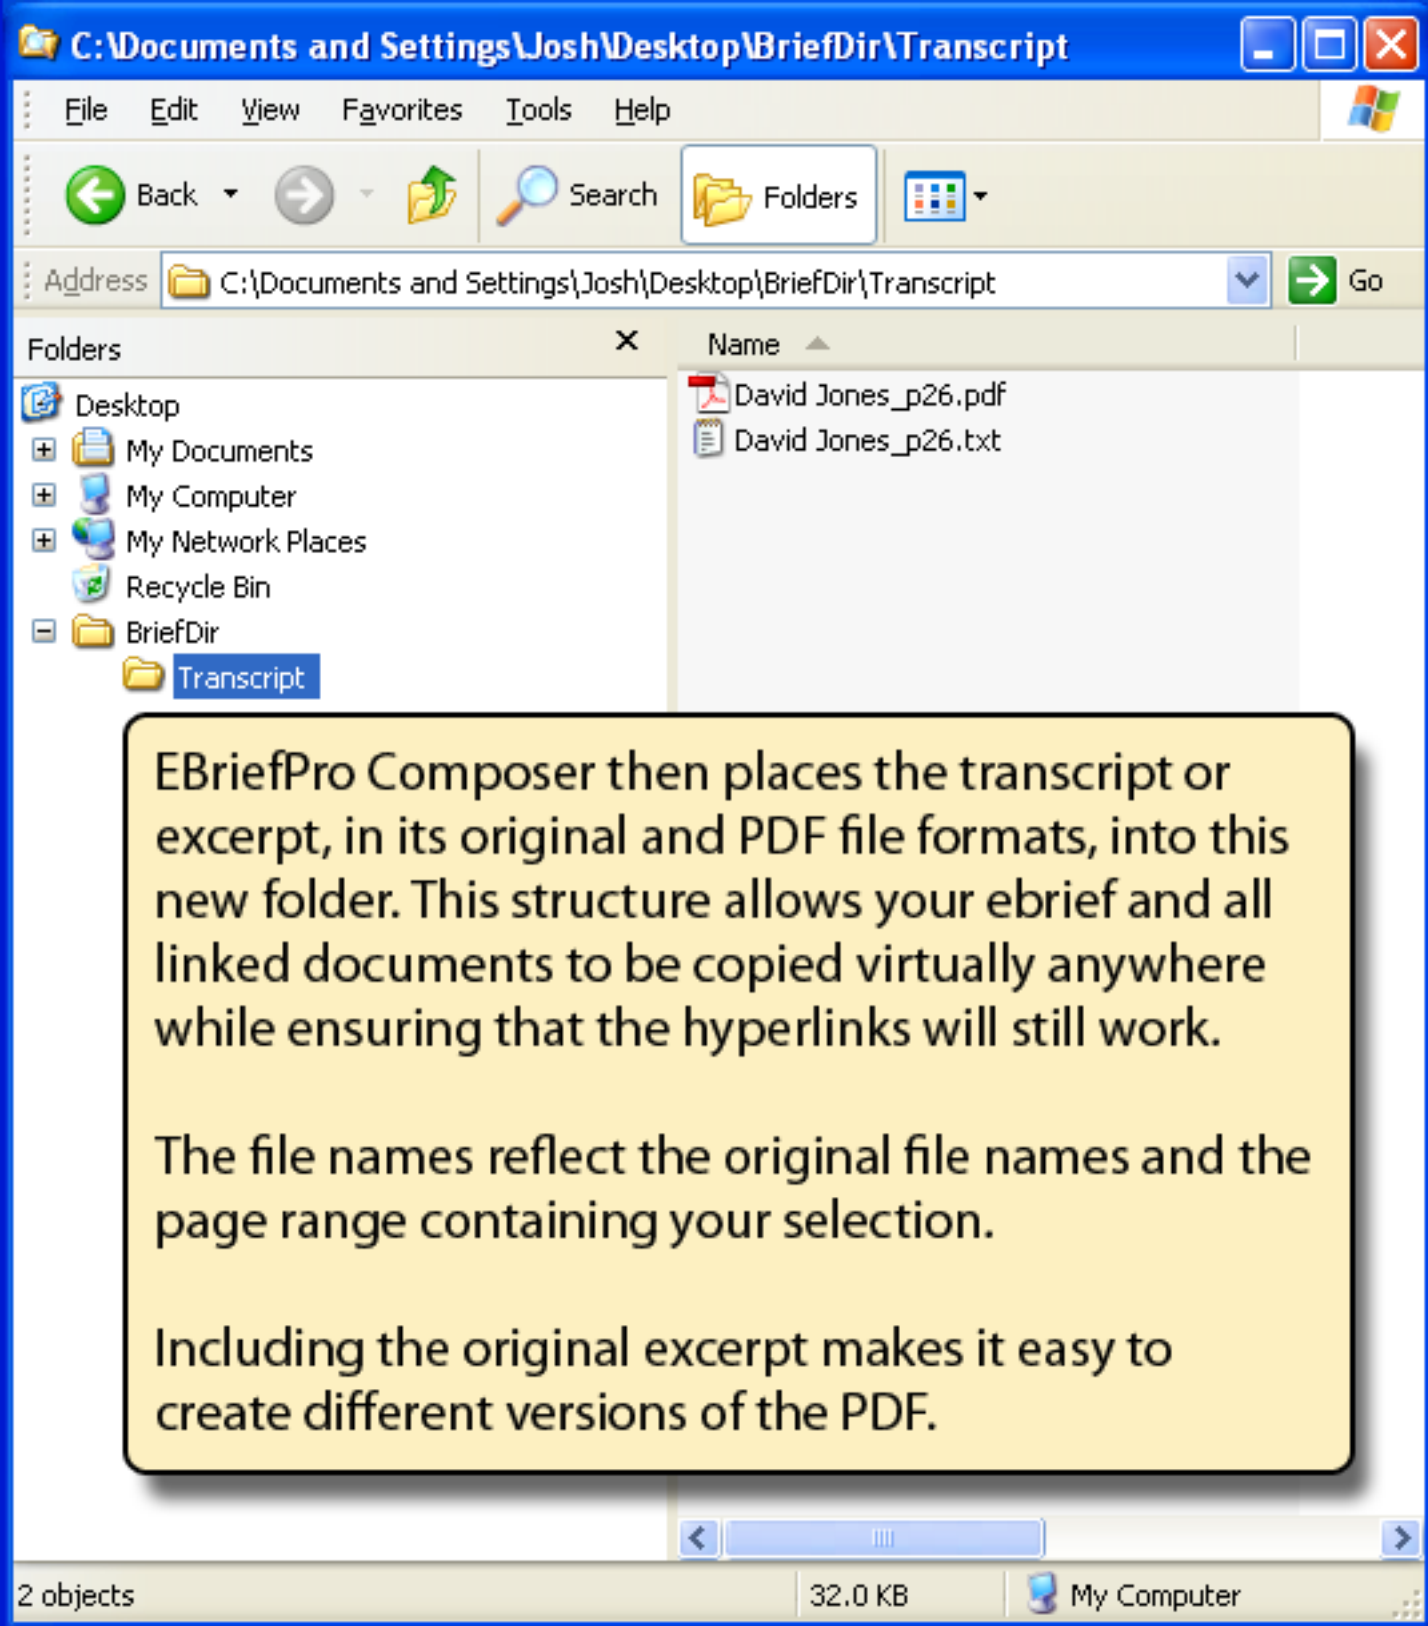 C:\Documents and Settings\Josh\Desktop\BriefDir\Transcript
File Edit View Favorites Tools Help
Back Search Folders
Address C:\Documents and Settings\Josh\Desktop\BriefDir\Transcript Go
Folders
Name
Desktop
My Documents
My Computer
My Network Places
Recycle Bin
BriefDir
Transcript
David Jones_p26.pdf
David Jones_p26.txt
EBriefPro Composer then places the transcript or
excerpt, in its original and PDF file formats, into this
new folder. This structure allows your ebrief and all
linked documents to be copied virtually anywhere
while ensuring that the hyperlinks will still work.
The file names reflect the original file names and the
page range containing your selection.
Including the original excerpt makes it easy to
create different versions of the PDF.
2 objects 32.0 KB My Computer